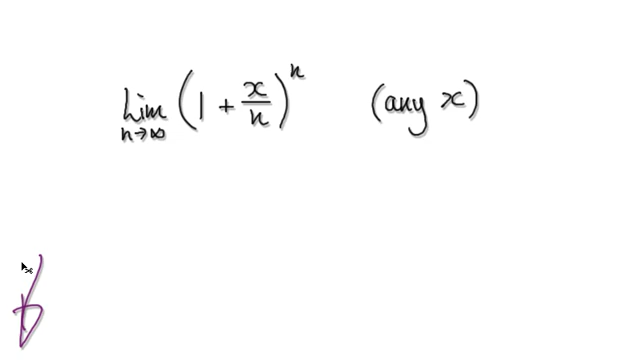 lim n→∞ (1 + x/n)^n (any x)